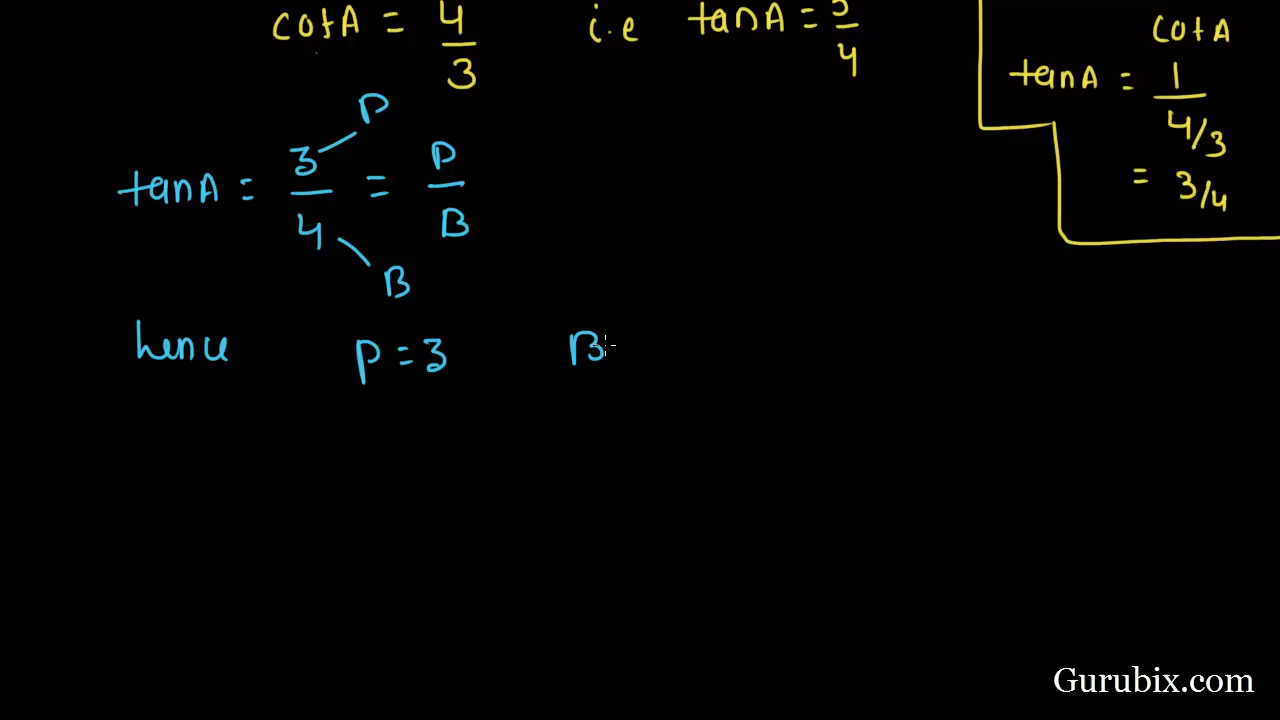 cotA = 4/3 i.e tanA = 3/4
cotA
tanA = 1 / 4/3
= 3/4
P
tanA = 3/4 = P/B
B
hence P = 3 B
Gurubix.com